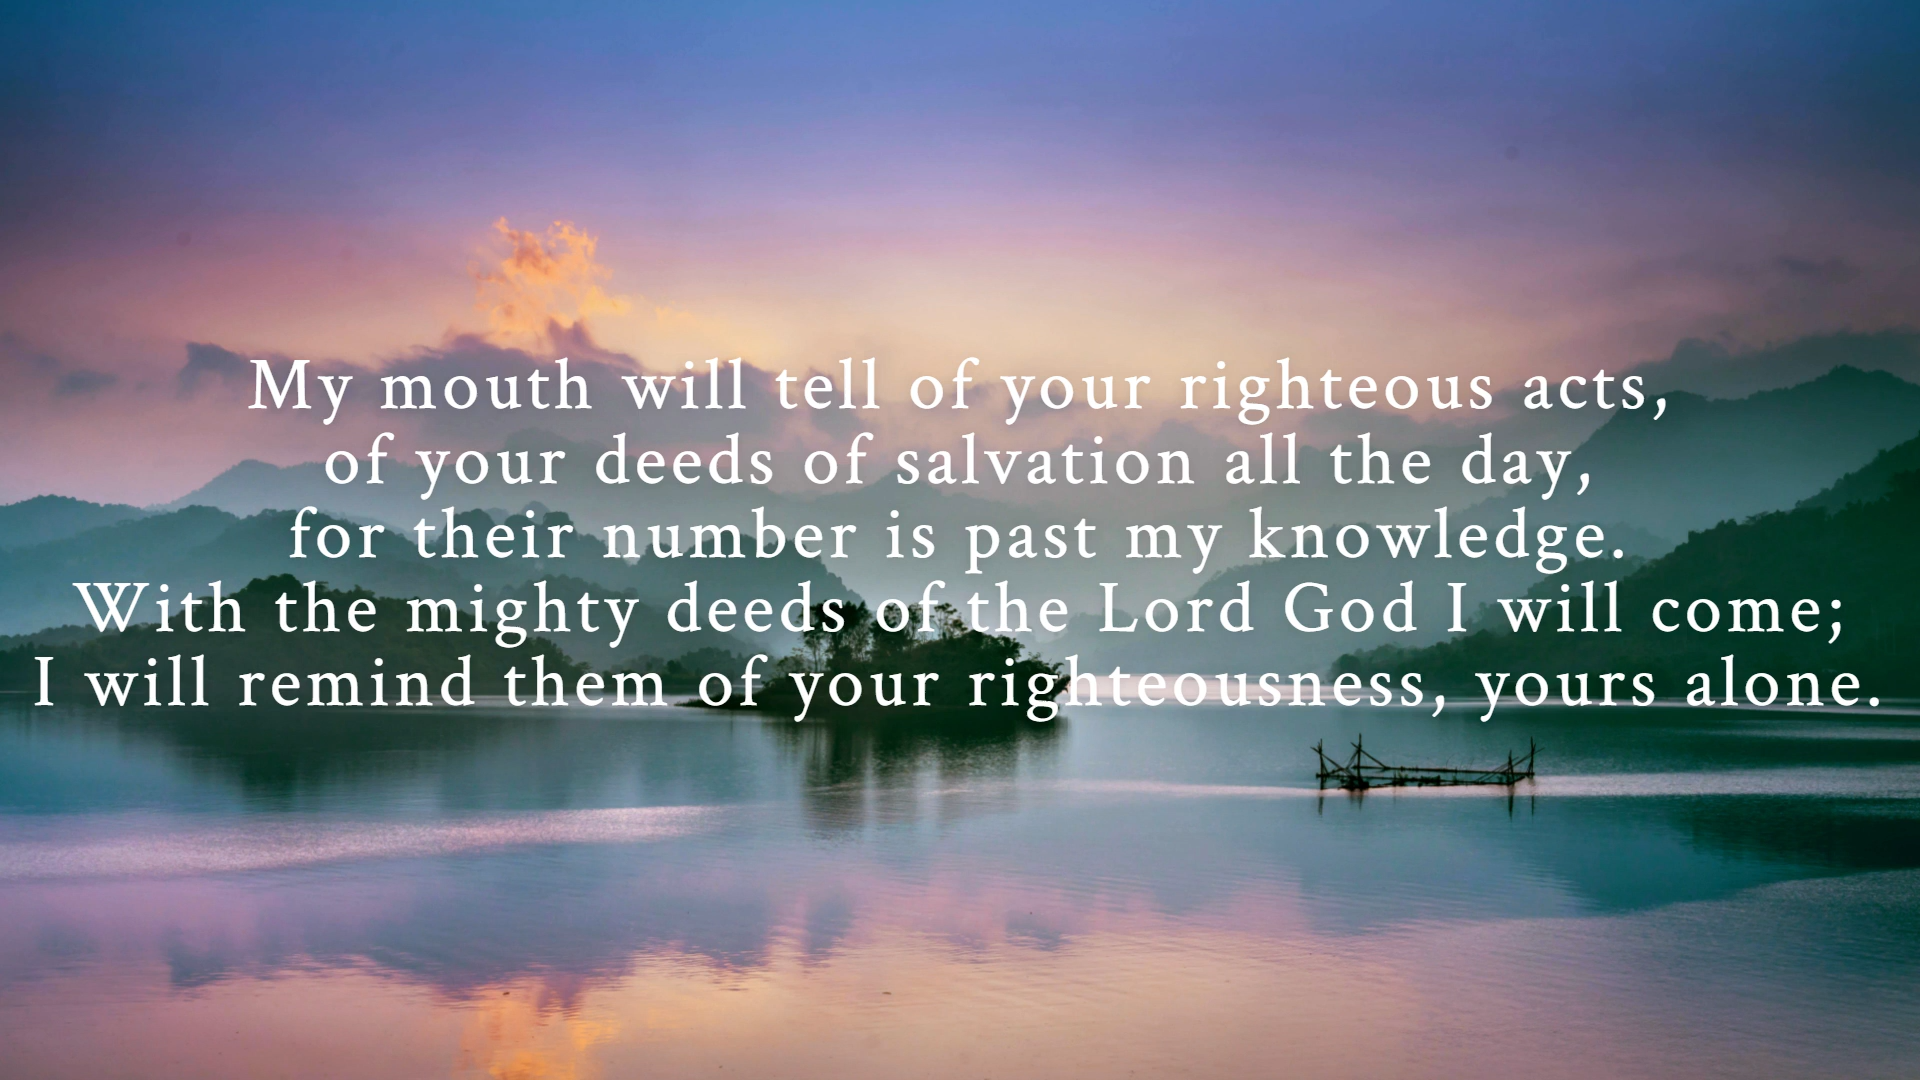 My mouth will tell of your righteous acts,
of your deeds of salvation all the day,
for their number is past my knowledge.
With the mighty deeds of the Lord God I will come;
I will remind them of your righteousness, yours alone.